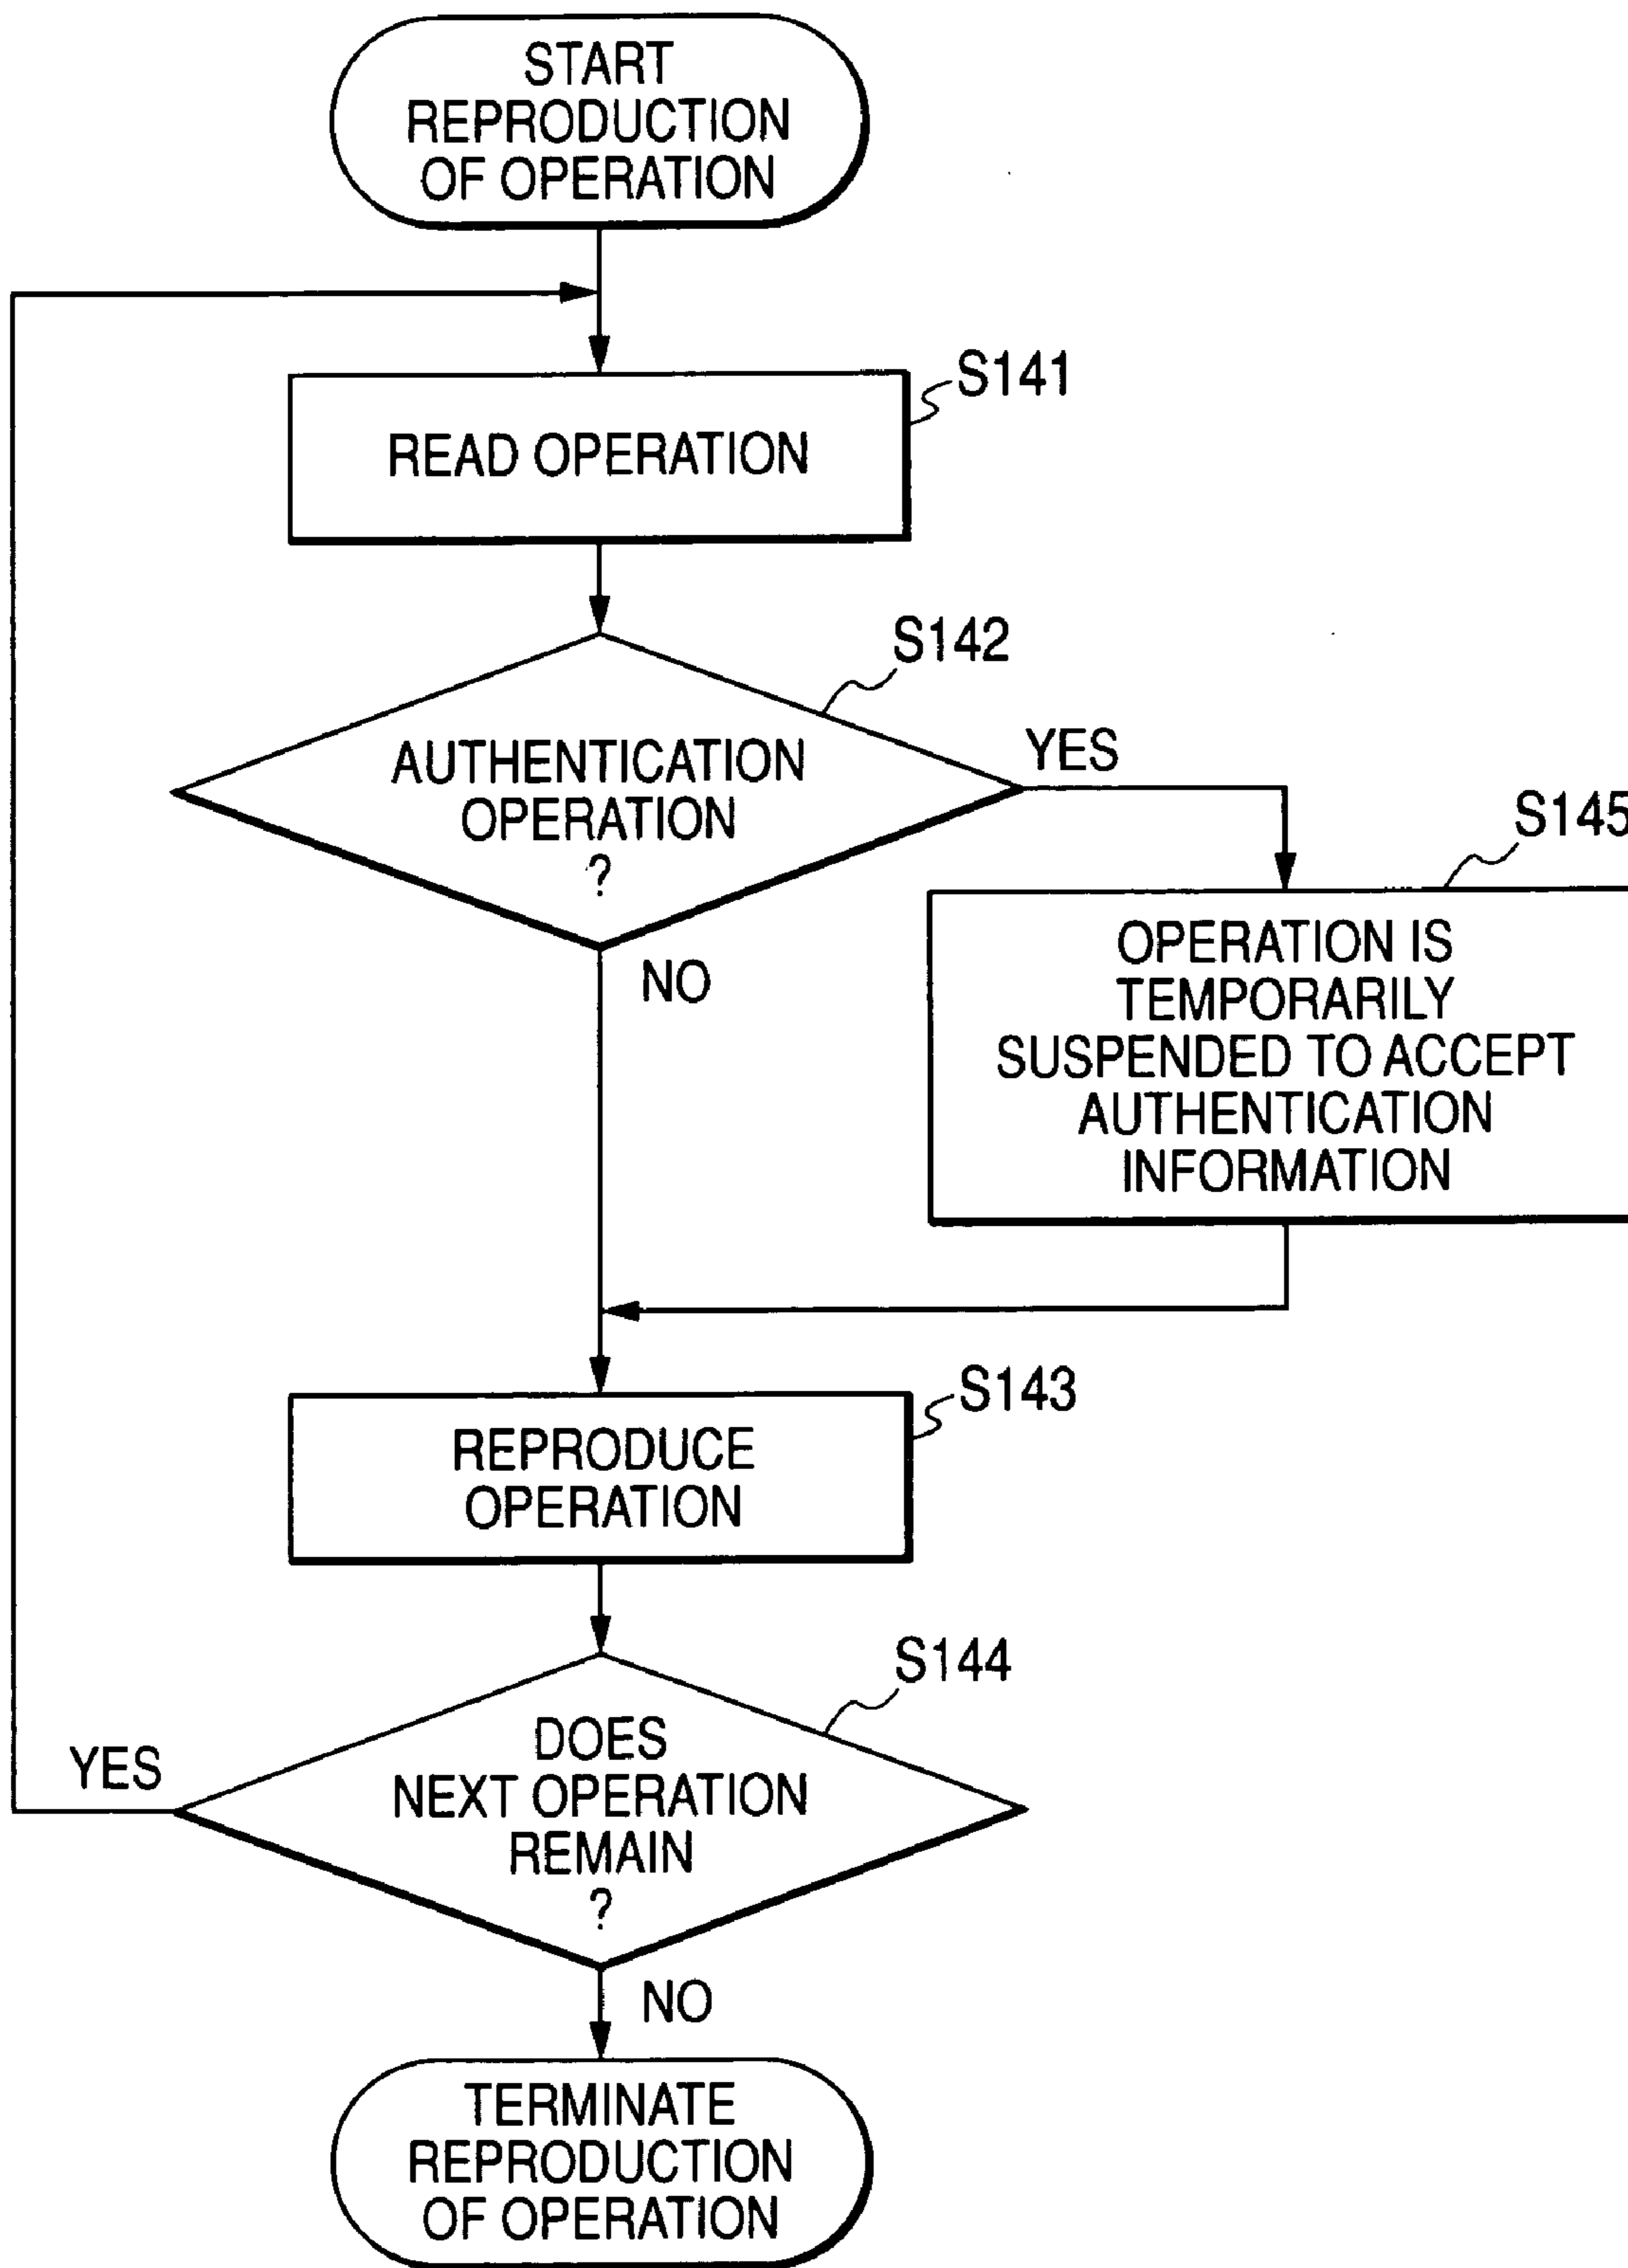 START
REPRODUCTION
OF OPERATION
S141
READ OPERATION
S142
AUTHENTICATION
OPERATION
?
YES
NO
S145
OPERATION IS
TEMPORARILY
SUSPENDED TO ACCEPT
AUTHENTICATION
INFORMATION
S143
REPRODUCE
OPERATION
S144
DOES
NEXT OPERATION
REMAIN
?
YES
NO
TERMINATE
REPRODUCTION
OF OPERATION